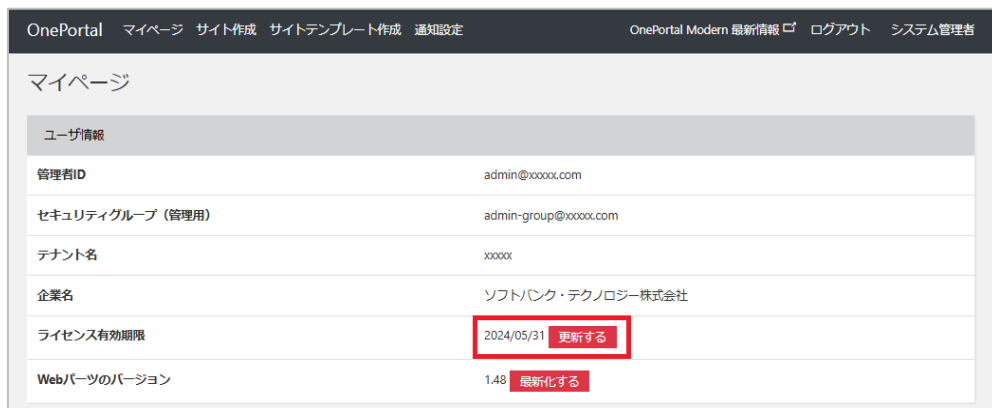 OnePortal マイページ サイト作成 サイトテンプレート作成 通知設定 OnePortal Modern 最新情報 ログアウト システム管理者
マイページ
ユーザ情報
管理者ID admin@xxxxx.com
セキュリティグループ（管理用） admin-group@xxxxx.com
テナント名 xxxxx
企業名 ソフトバンク・テクノロジー株式会社
ライセンス有効期限 2024/05/31 更新する
Webパーツのバージョン 1.48 最新化する